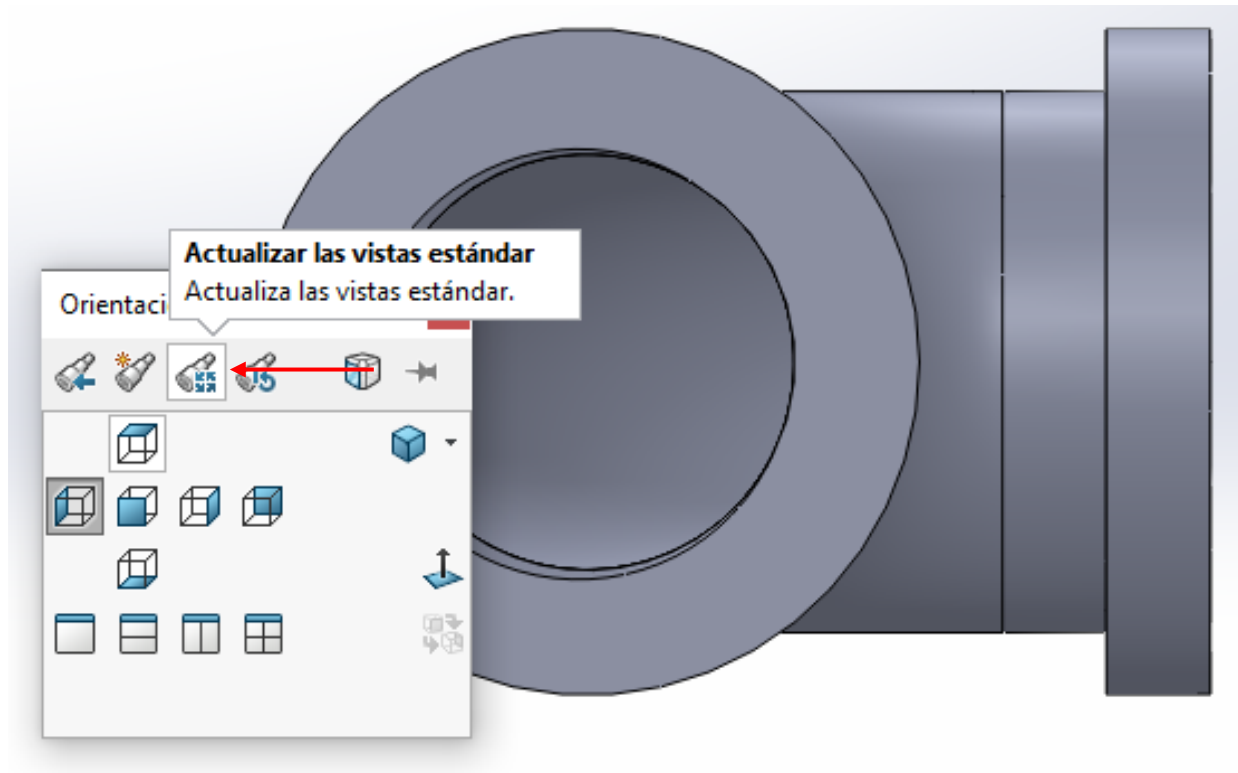 Actualizar las vistas estándar
Actualiza las vistas estándar.
Orientaci